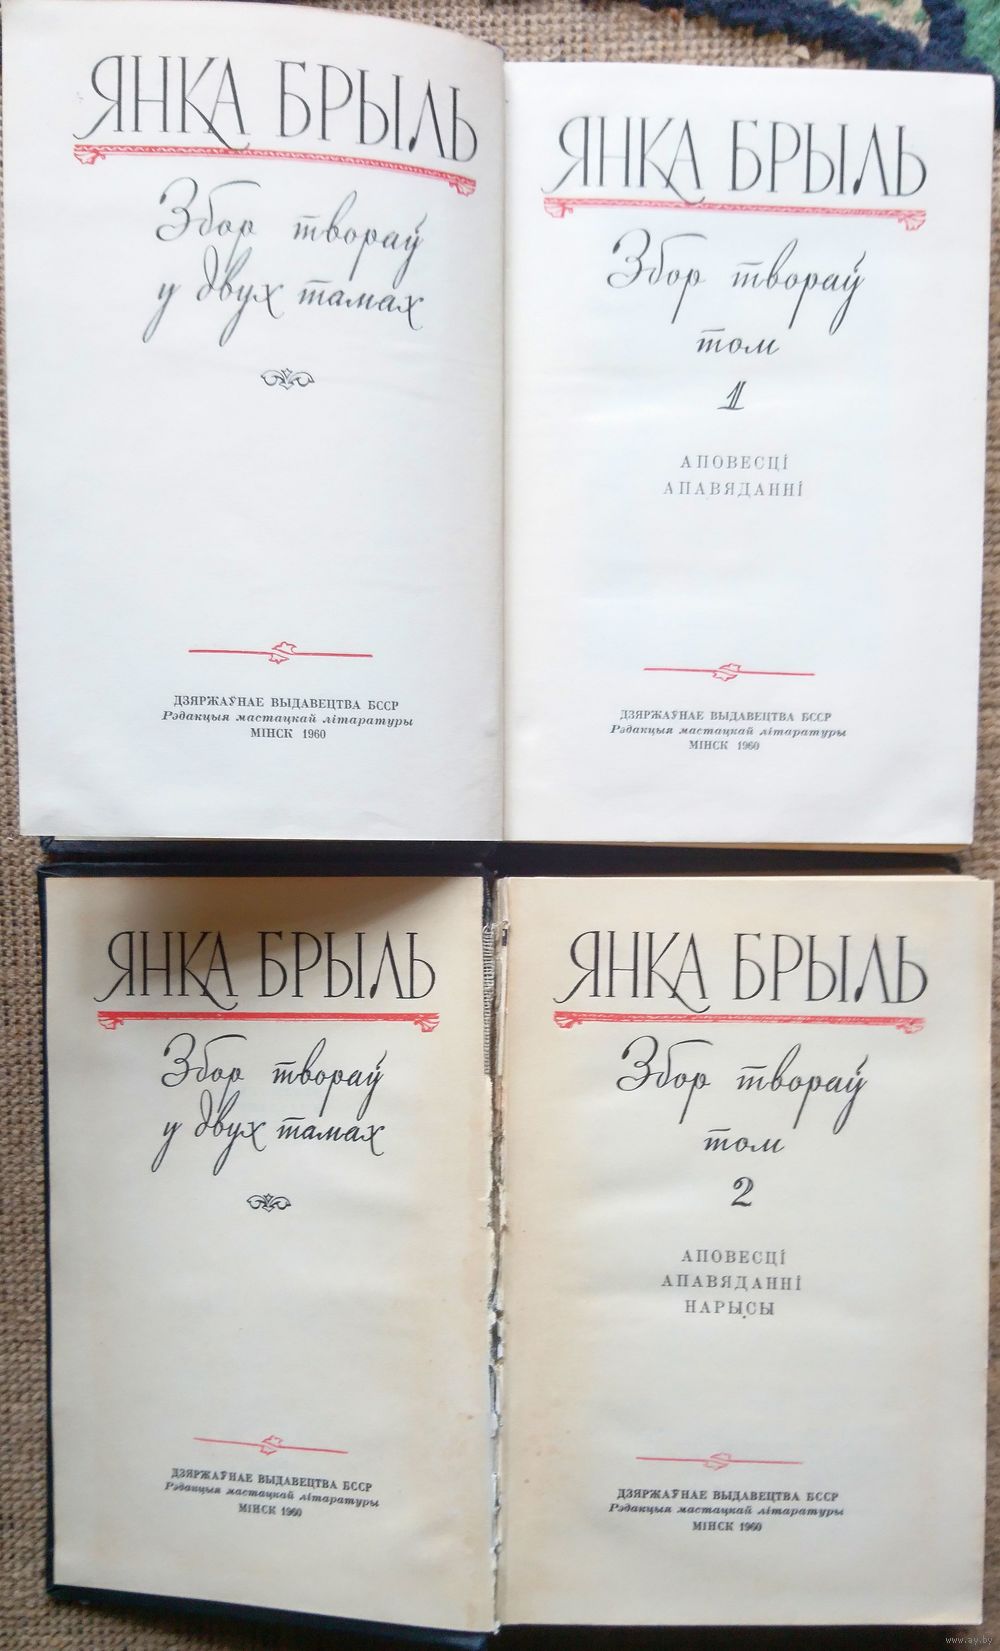 ЯНКА БРЫЛЬ
Збор твораў
у двух тамах
ДЗЯРЖАЎНАЕ ВЫДАВЕЦТВА БССР
Рэдакцыя мастацкай літаратуры
МІНСК 1960
ЯНКА БРЫЛЬ
Збор твораў
том
1
АПОВЕСЦІ
АПАВЯДАННІ
ДЗЯРЖАЎНАЕ ВЫДАВЕЦТВА БССР
Рэдакцыя мастацкай літаратуры
МІНСК 1960
ЯНКА БРЫЛЬ
Збор твораў
у двух тамах
ДЗЯРЖАЎНАЕ ВЫДАВЕЦТВА БССР
Рэдакцыя мастацкай літаратуры
МІНСК 1960
ЯНКА БРЫЛЬ
Збор твораў
том
2
АПОВЕСЦІ
АПАВЯДАННІ
НАРЫСЫ
ДЗЯРЖАЎНАЕ ВЫДАВЕЦТВА БССР
Рэдакцыя мастацкай літаратуры
МІНСК 1960
www.ay.by